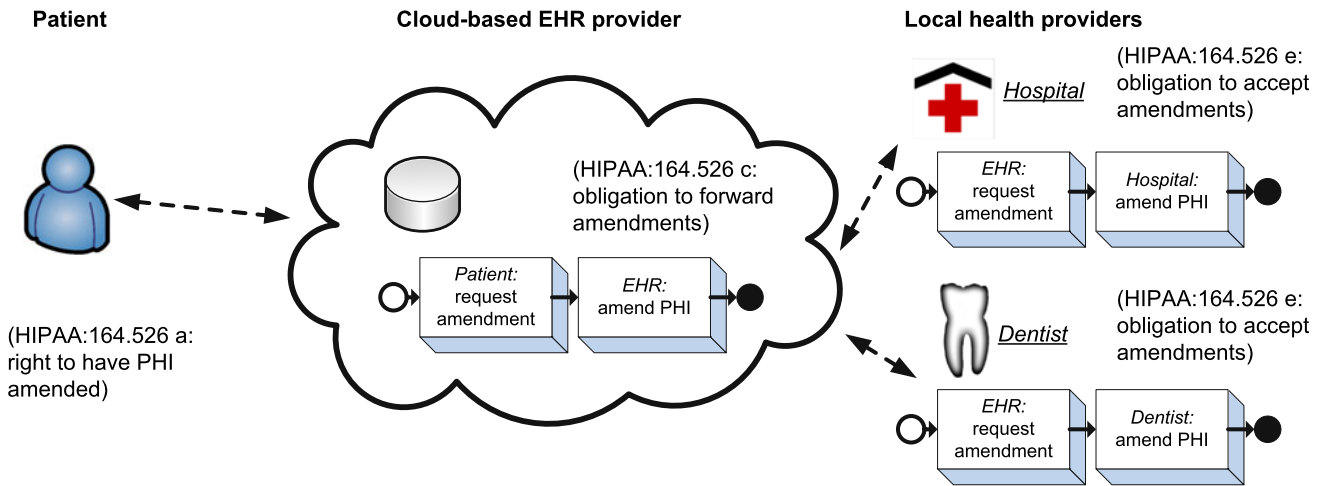 Patient
(HIPAA:164.526 a:
right to have PHI
amended)
Cloud-based EHR provider
(HIPAA:164.526 c:
obligation to forward
amendments)
Patient:
request
amendment
EHR:
amend PHI
Local health providers
Hospital
(HIPAA:164.526 e:
obligation to accept
amendments)
EHR:
request
amendment
Hospital:
amend PHI
Dentist
(HIPAA:164.526 e:
obligation to accept
amendments)
EHR:
request
amendment
Dentist:
amend PHI